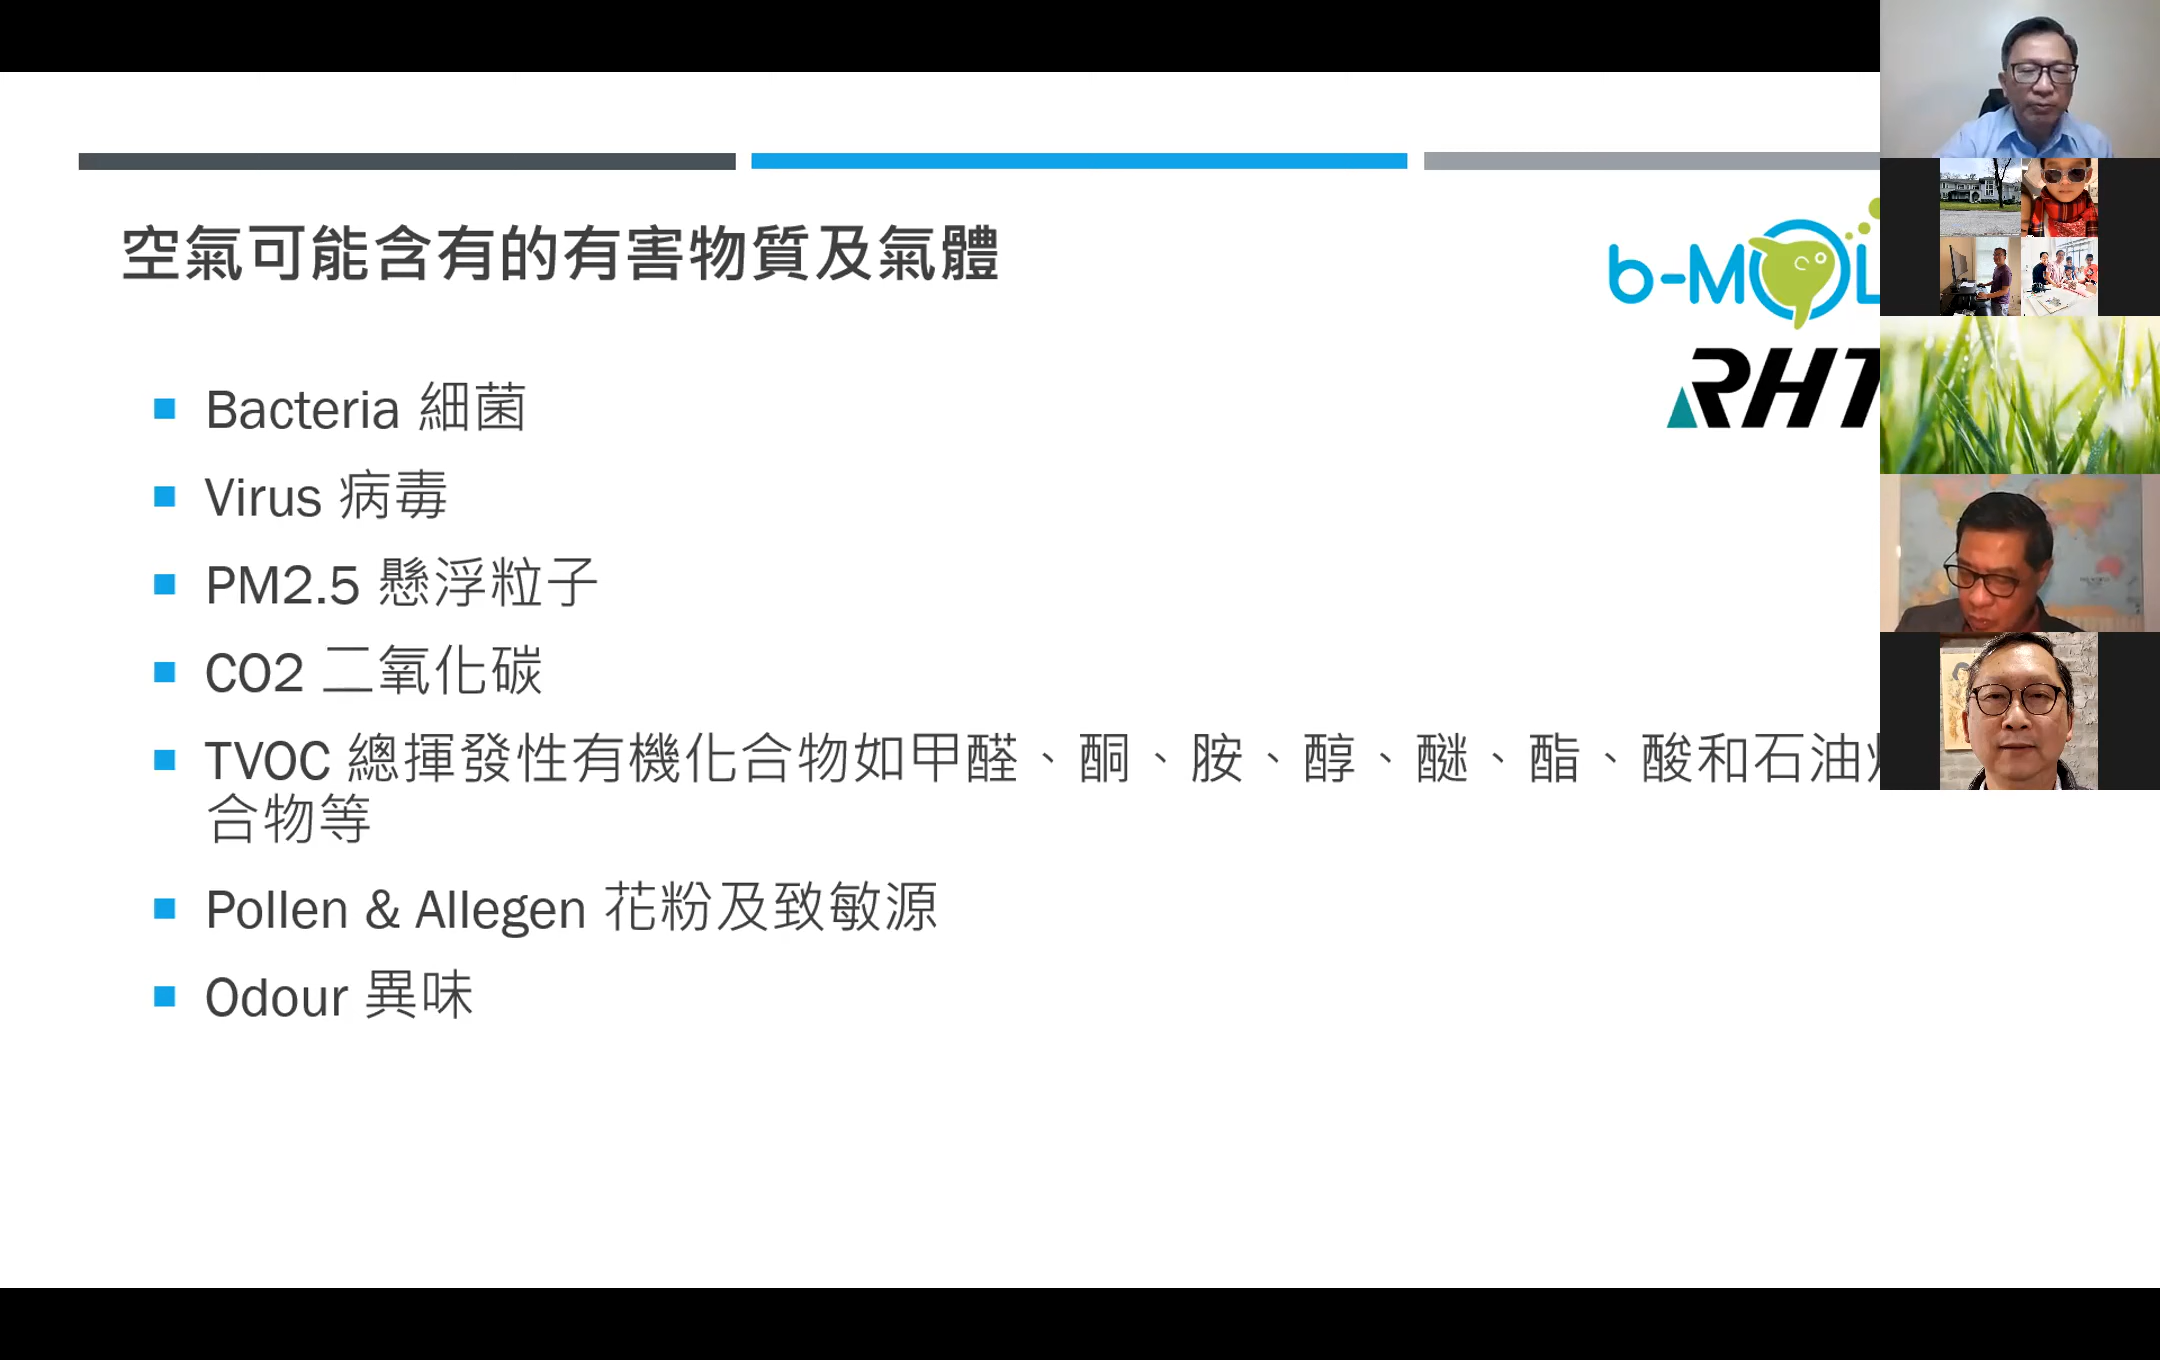 空氣可能含有的有害物質及氣體
b-MOL
RHT
Bacteria 細菌
Virus 病毒
PM2.5 懸浮粒子
CO2 二氧化碳
TVOC 總揮發性有機化合物如甲醛、酮、胺、醇、醚、酯、酸和石油
合物等
Pollen & Allegen 花粉及致敏源
Odour 異味